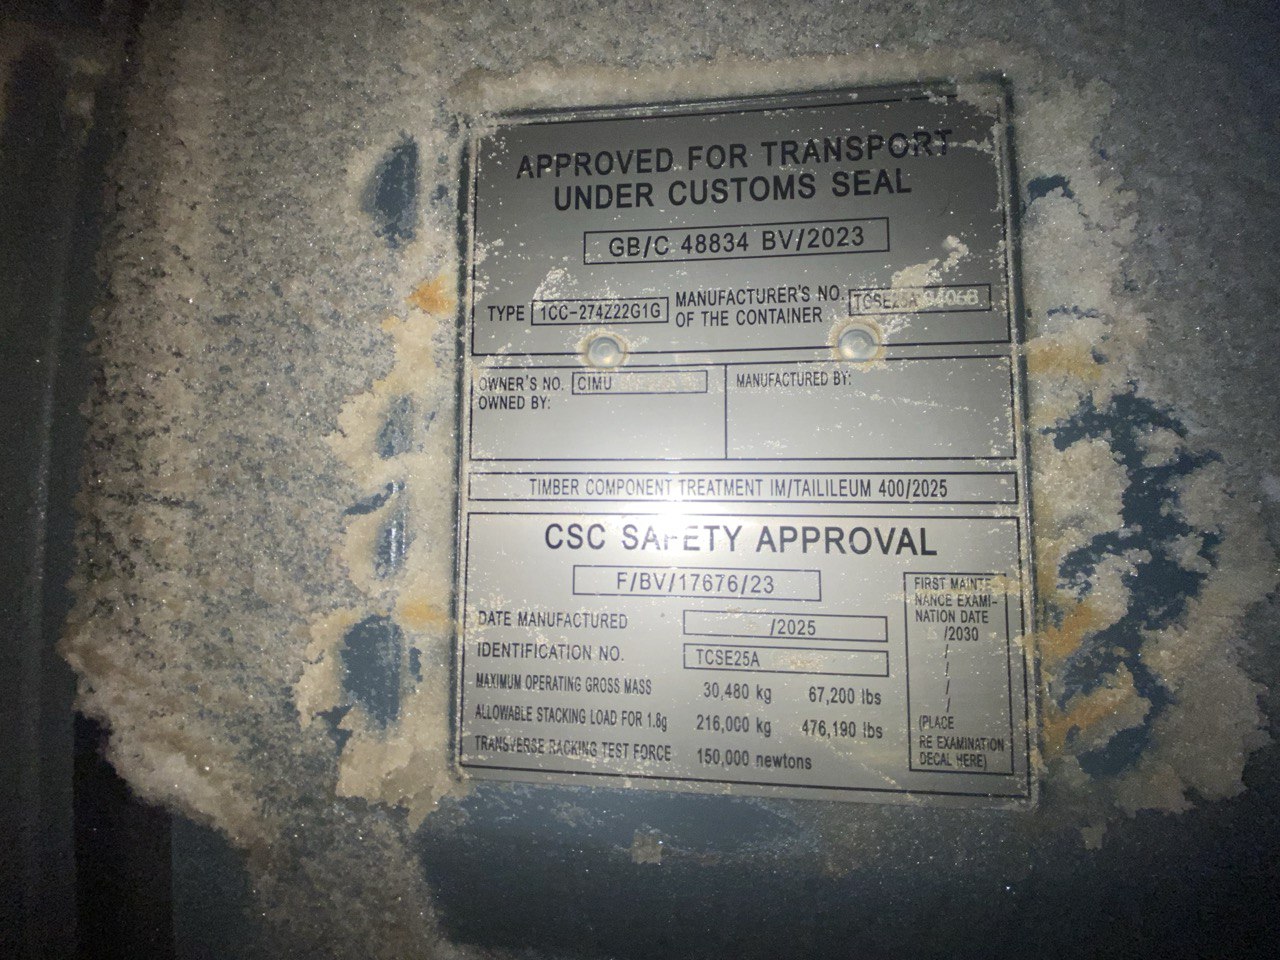 APPROVED FOR TRANSPORT
UNDER CUSTOMS SEAL
GB/C 48834 BV/2023
TYPE 1CC-274Z22G1G MANUFACTURER'S NO. OF THE CONTAINER TCSE25A
OWNER'S NO. CIMU
OWNED BY:
MANUFACTURED BY:
TIMBER COMPONENT TREATMENT IM/TAILILEUM 400/2025
CSC SAFETY APPROVAL
F/BV/17676/23
DATE MANUFACTURED /2025
IDENTIFICATION NO. TCSE25A
MAXIMUM OPERATING GROSS MASS 30,480 kg 67,200 lbs
ALLOWABLE STACKING LOAD FOR 1.8g 216,000 kg 476,190 lbs
TRANSVERSE RACKING TEST FORCE 150,000 newtons
FIRST MAINTE-
NANCE EXAMI-
NATION DATE
/2030
/
/
/
/
(PLACE
RE EXAMINATION
DECAL HERE)